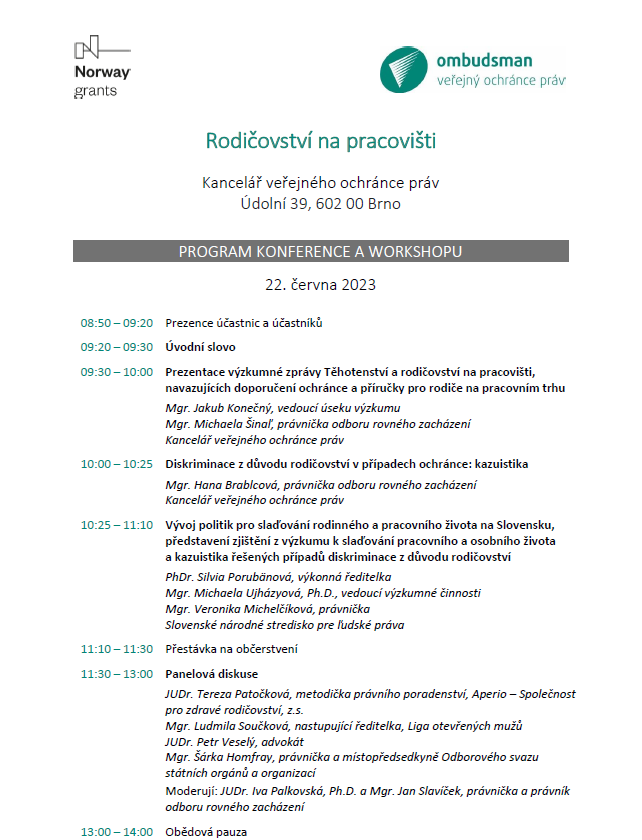 Norway
grants
ombudsman
veřejný ochránce práv
Rodičovství na pracovišti
Kancelář veřejného ochránce práv
Údolní 39, 602 00 Brno
PROGRAM KONFERENCE A WORKSHOPU
22. června 2023
08:50 – 09:20 Prezence účastnic a účastníků
09:20 – 09:30 Úvodní slovo
09:30 – 10:00 Prezentace výzkumné zprávy Těhotenství a rodičovství na pracovišti,
navazujících doporučení ochránce a příručky pro rodiče na pracovním trhu
Mgr. Jakub Konečný, vedoucí úseku výzkumu
Mgr. Michaela Šinaľ, právnička odboru rovného zacházení
Kancelář veřejného ochránce práv
10:00 – 10:25 Diskriminace z důvodu rodičovství v případech ochránce: kazuistika
Mgr. Hana Brablcová, právnička odboru rovného zacházení
Kancelář veřejného ochránce práv
10:25 – 11:10 Vývoj politik pro slaďování rodinného a pracovního života na Slovensku,
představení zjištění z výzkumu k slaďování pracovního a osobního života
a kazuistika řešených případů diskriminace z důvodu rodičovství
PhDr. Silvia Porubänová, výkonná ředitelka
Mgr. Michaela Ujházyová, Ph.D., vedoucí výzkumné činnosti
Mgr. Veronika Michelčíková, právnička
Slovenské národné stredisko pre ľudské práva
11:10 – 11:30 Přestávka na občerstvení
11:30 – 13:00 Panelová diskuse
JUDr. Tereza Patočková, metodička právního poradenství, Aperio – Společnost
pro zdravé rodičovství, z.s.
Mgr. Ludmila Součková, nastupující ředitelka, Liga otevřených mužů
JUDr. Petr Veselý, advokát
Mgr. Šárka Homfray, právnička a místopředsedkyně Odborového svazu
státních orgánů a organizací
Moderují: JUDr. Iva Palkovská, Ph.D. a Mgr. Jan Slavíček, právnička a právník
odboru rovného zacházení
13:00 – 14:00 Obědová pauza